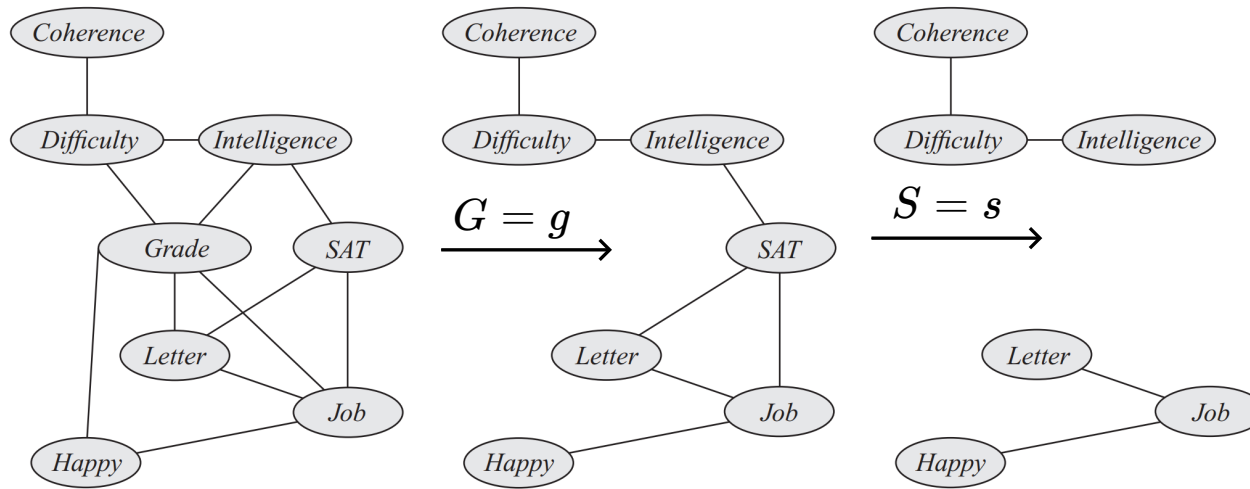 Coherence
Difficulty
Intelligence
Grade
SAT
Letter
Job
Happy
G = g
Coherence
Difficulty
Intelligence
SAT
Letter
Job
Happy
S = s
Coherence
Difficulty
Intelligence
Letter
Job
Happy